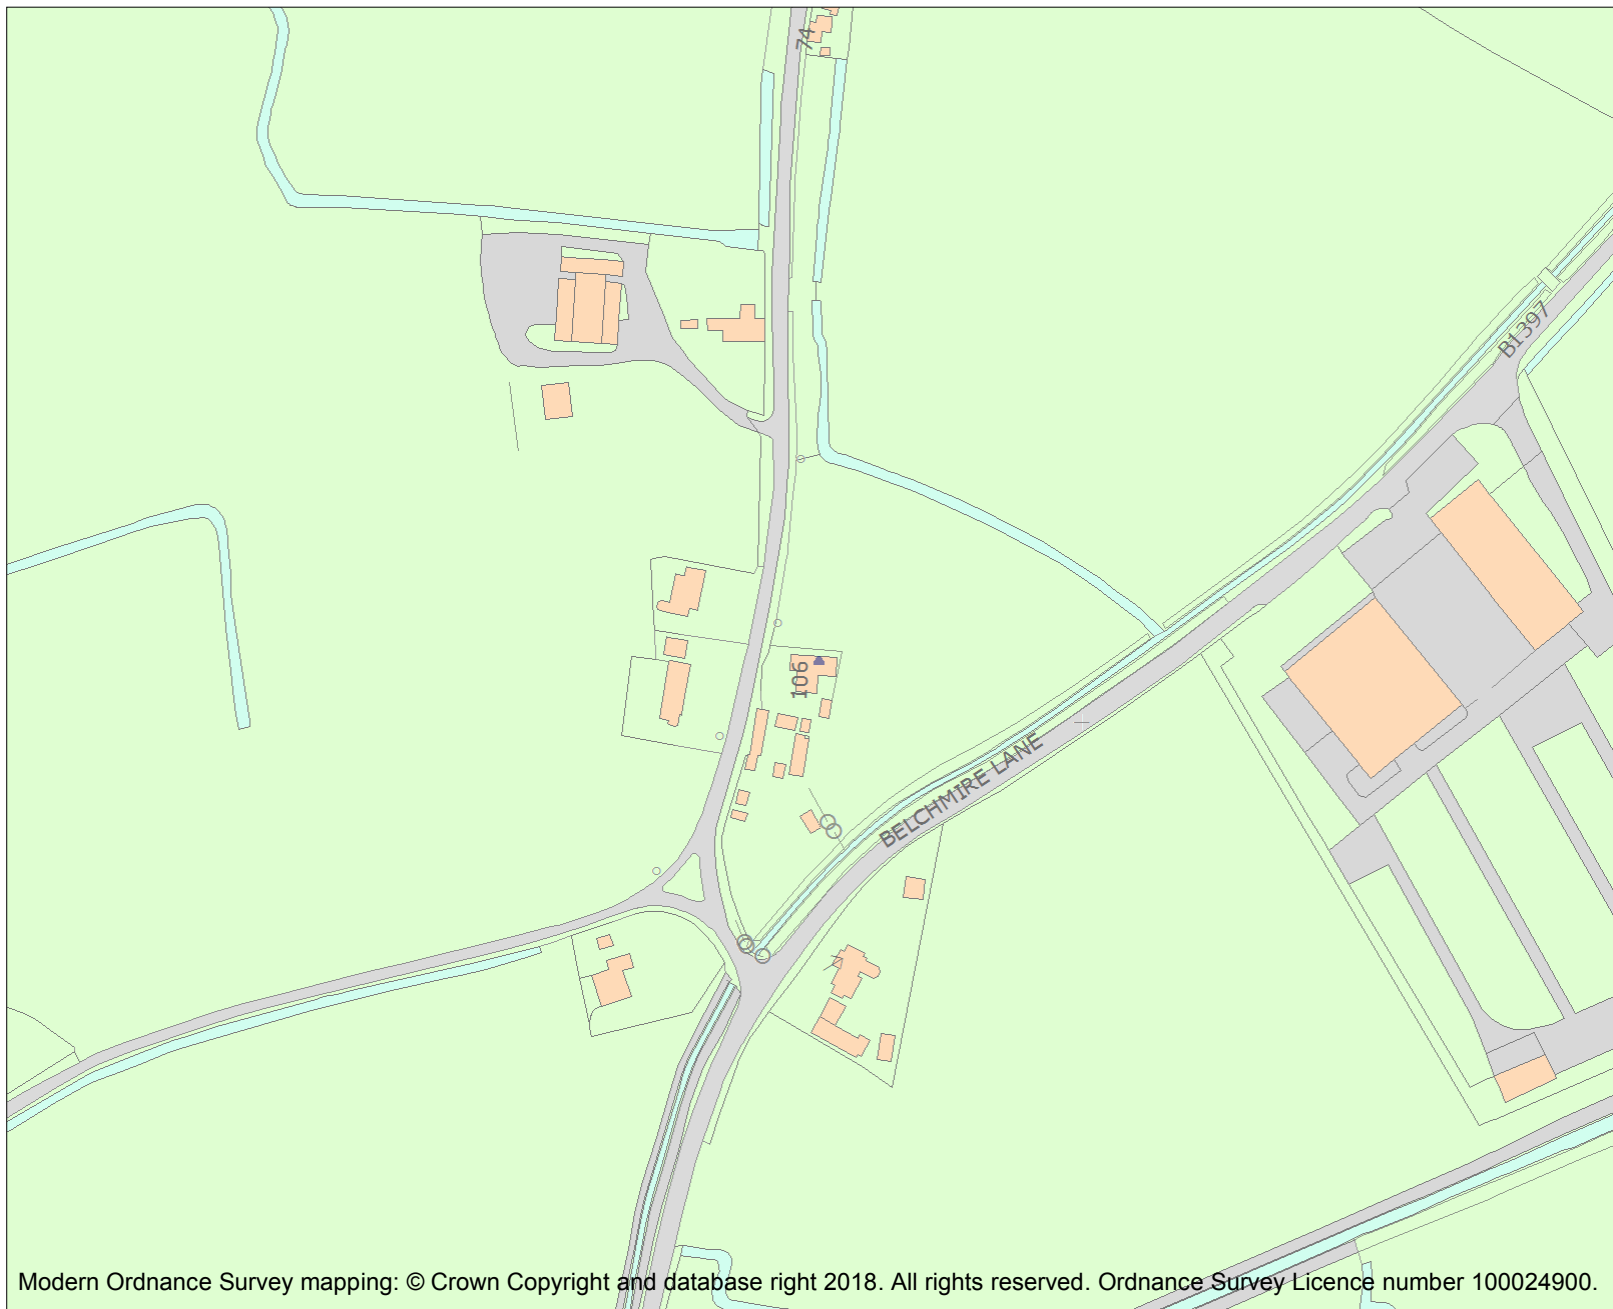 74
B1397
106
BELCHMIRE LANE
Modern Ordnance Survey mapping: © Crown Copyright and database right 2018. All rights reserved. Ordnance Survey Licence number 100024900.